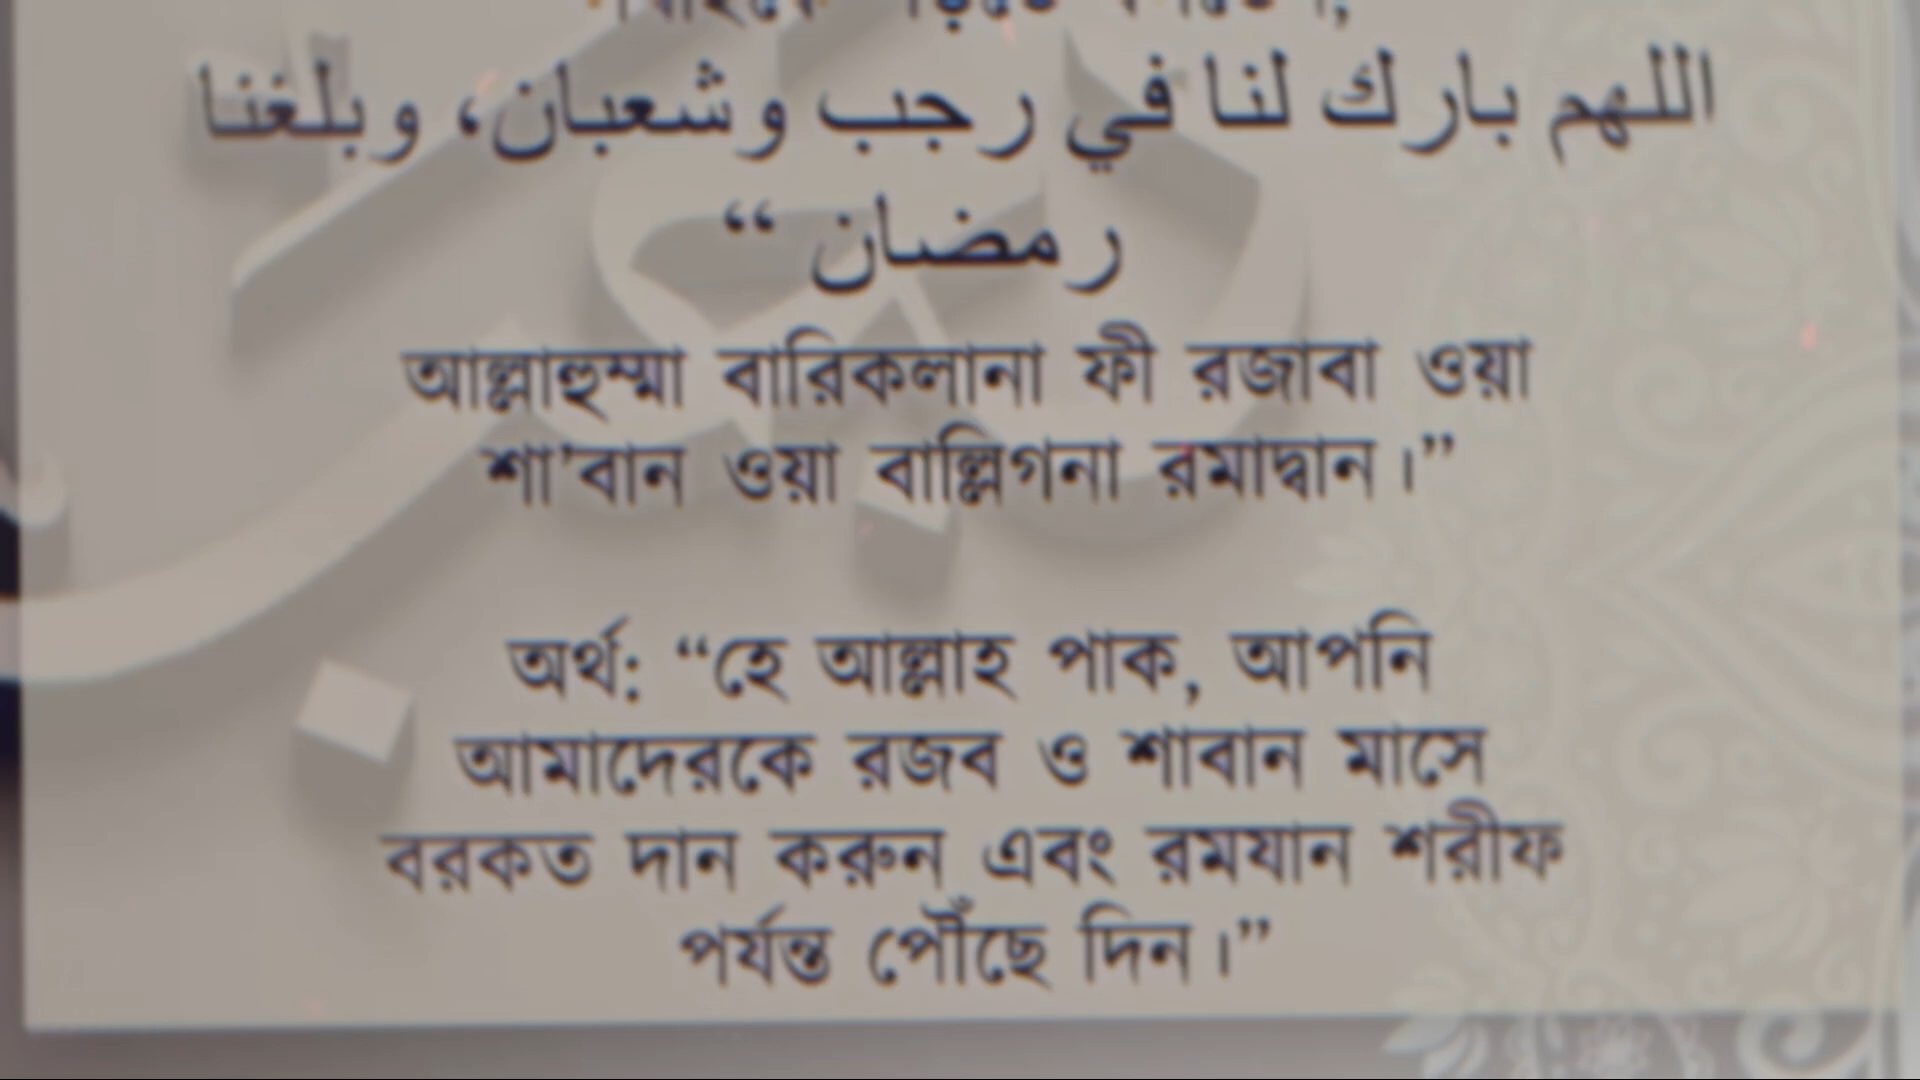 اللهم بارك لنا في رجب وشعبان، وبلغنا
رمضان “
আল্লাহুম্মা বারিকলানা ফী রজাবা ওয়া
শা’বান ওয়া বাল্লিগনা রমাদ্বান।”
অর্থ: “হে আল্লাহ পাক, আপনি
আমাদেরকে রজব ও শাবান মাসে
বরকত দান করুন এবং রমযান শরীফ
পর্যন্ত পৌঁছে দিন।”